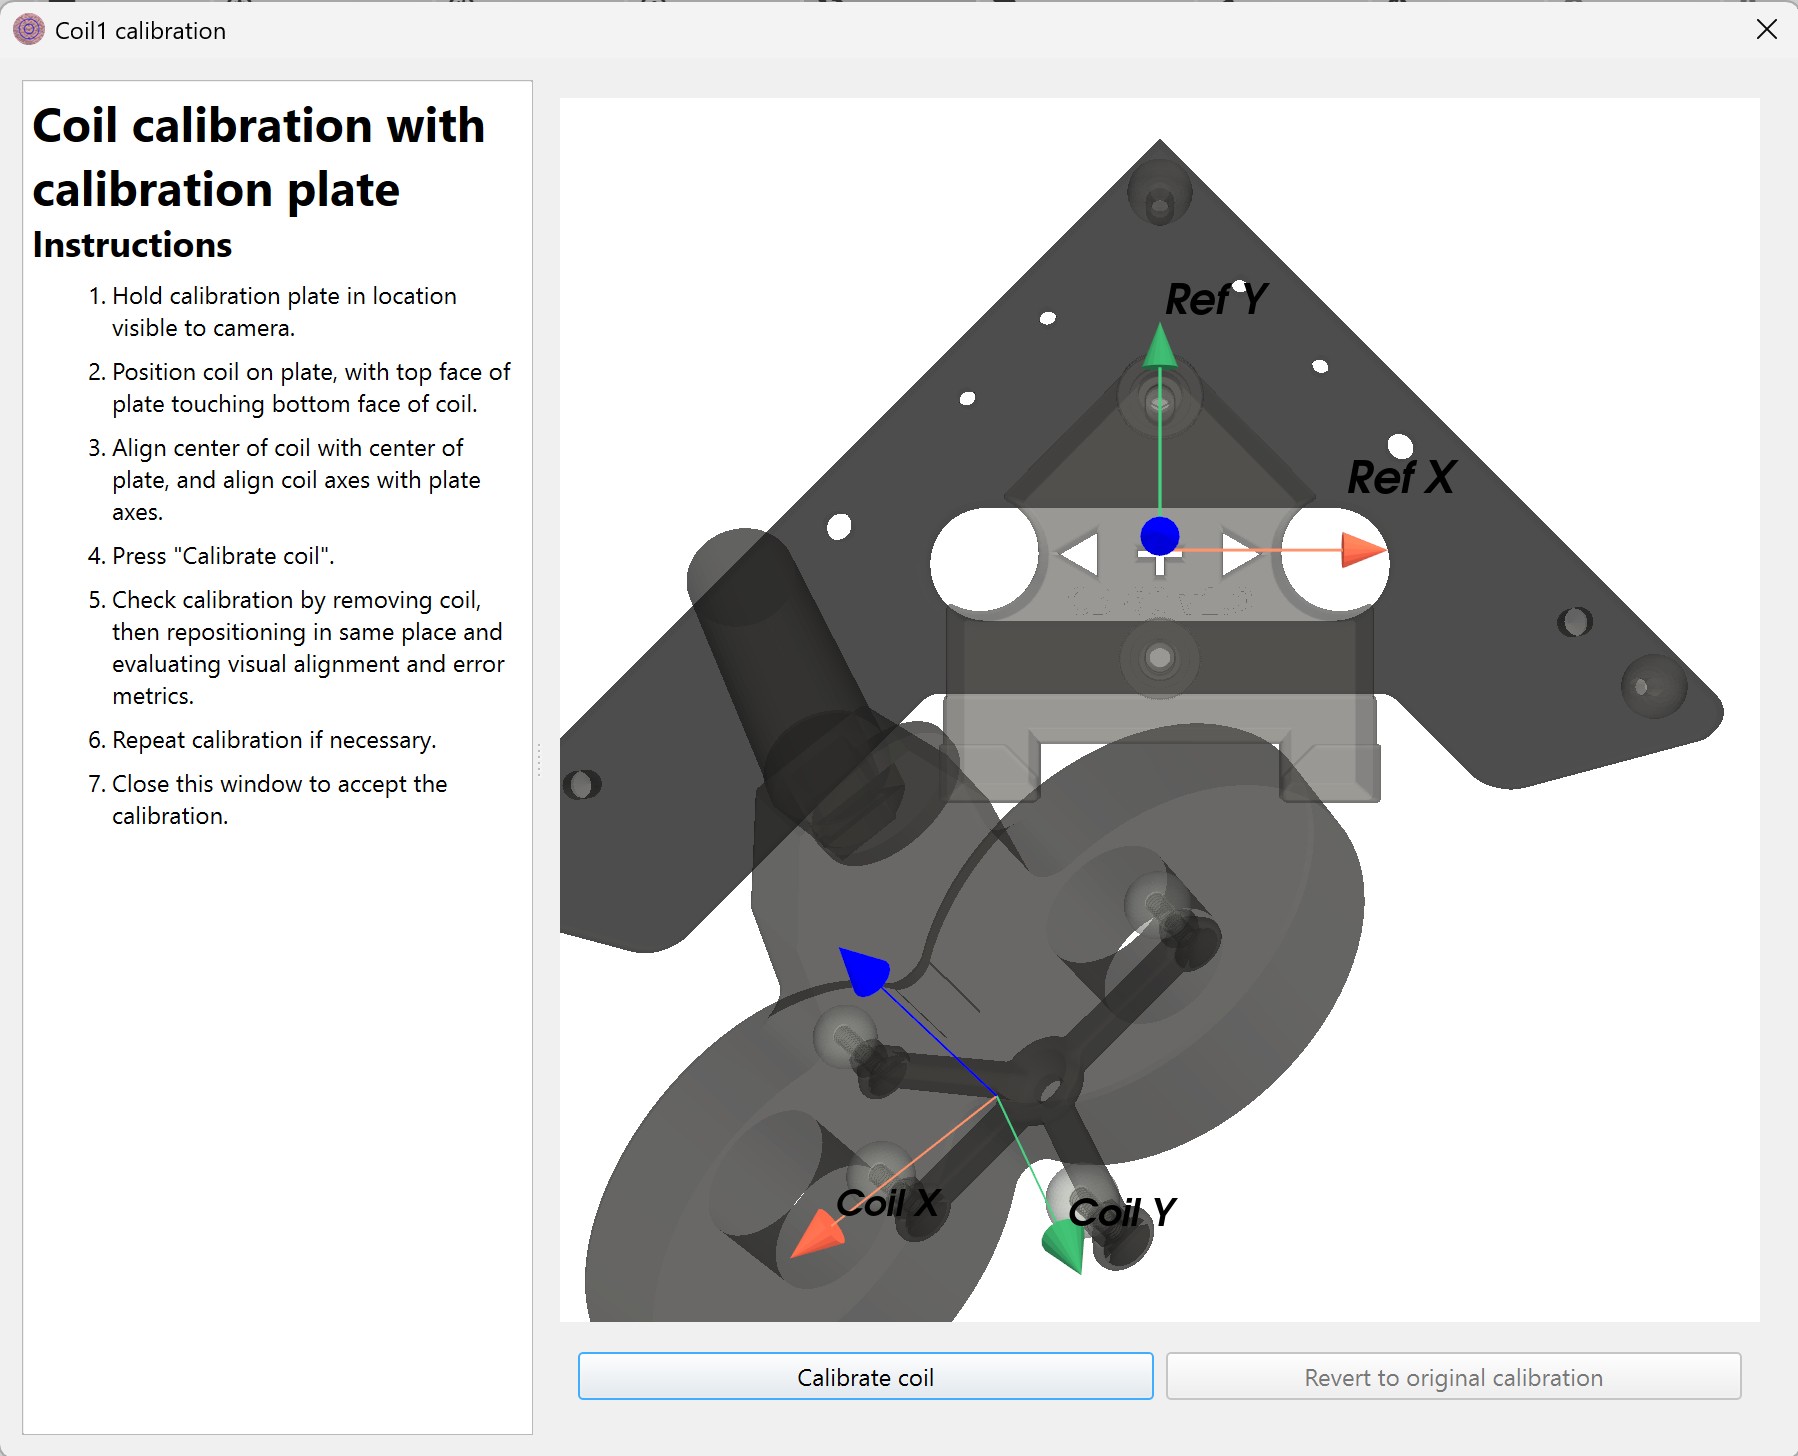 Coil1 calibration
Coil calibration with
calibration plate
Instructions
1. Hold calibration plate in location
visible to camera.
2. Position coil on plate, with top face of
plate touching bottom face of coil.
3. Align center of coil with center of
plate, and align coil axes with plate
axes.
4. Press "Calibrate coil".
5. Check calibration by removing coil,
then repositioning in same place and
evaluating visual alignment and error
metrics.
6. Repeat calibration if necessary.
7. Close this window to accept the
calibration.
Ref Y
Ref X
Coil X
Coil Y
Calibrate coil
Revert to original calibration